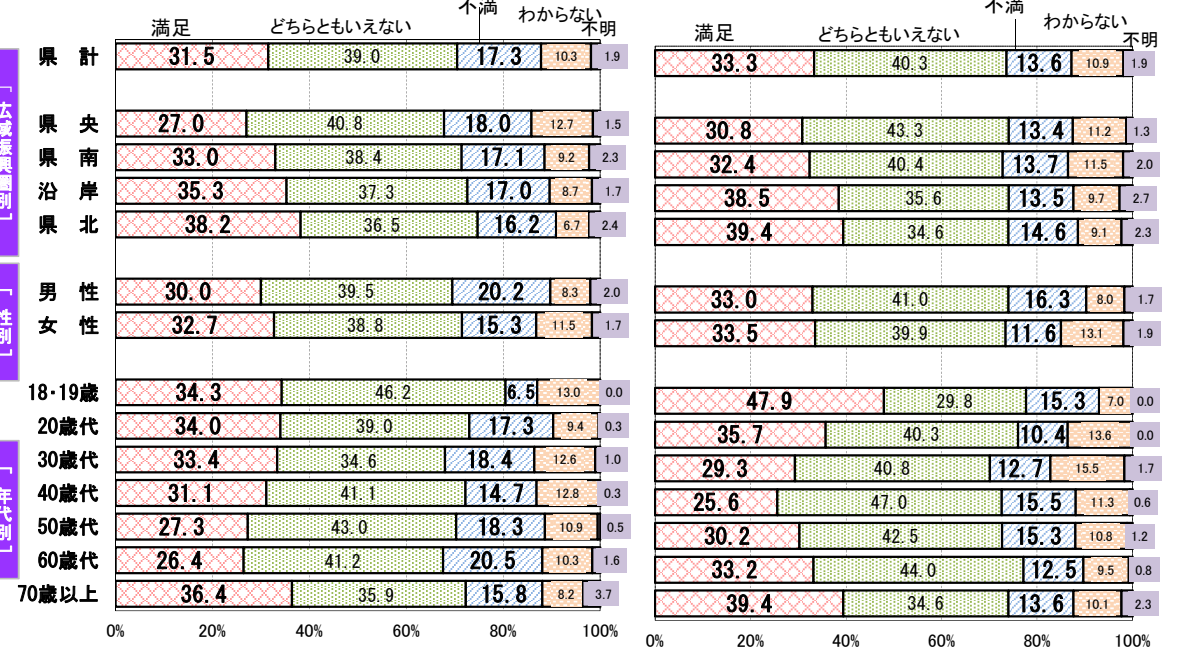 満足 どちらともいえない 不満 わからない 不明
県 計 31.5 39.0 17.3 10.3 1.9
県 央 27.0 40.8 18.0 12.7 1.5
県 南 33.0 38.4 17.1 9.2 2.3
沿 岸 35.3 37.3 17.0 8.7 1.7
県 北 38.2 36.5 16.2 6.7 2.4
男 性 30.0 39.5 20.2 8.3 2.0
女 性 32.7 38.8 15.3 11.5 1.7
18・19歳 34.3 46.2 6.5 13.0 0.0
20歳代 34.0 39.0 17.3 9.4 0.3
30歳代 33.4 34.6 18.4 12.6 1.0
40歳代 31.1 41.1 14.7 12.8 0.3
50歳代 27.3 43.0 18.3 10.9 0.5
60歳代 26.4 41.2 20.5 10.3 1.6
70歳以上 36.4 35.9 15.8 8.2 3.7
0% 20% 40% 60% 80% 100%
満足 どちらともいえない 不満 わからない 不明
33.3 40.3 13.6 10.9 1.9
30.8 43.3 13.4 11.2 1.3
32.4 40.4 13.7 11.5 2.0
38.5 35.6 13.5 9.7 2.7
39.4 34.6 14.6 9.1 2.3
33.0 41.0 16.3 8.0 1.7
33.5 39.9 11.6 13.1 1.9
47.9 29.8 15.3 7.0 0.0
35.7 40.3 10.4 13.6 0.0
29.3 40.8 12.7 15.5 1.7
25.6 47.0 15.5 11.3 0.6
30.2 42.5 15.3 10.8 1.2
33.2 44.0 12.5 9.5 0.8
39.4 34.6 13.6 10.1 2.3
0% 20% 40% 60% 80% 100%
［広域振興圏別］
［性別］
［年代別］